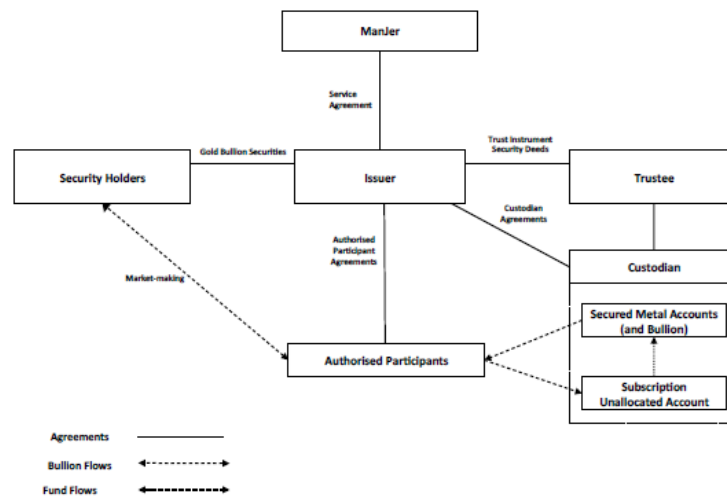 ManJer
Service
Agreement
Gold Bullion Securities
Trust Instrument
Security Deeds
Security Holders
Issuer
Trustee
Custodian
Agreements
Authorised
Participant
Agreements
Custodian
Market-making
Secured Metal Accounts
(and Bullion)
Authorised Participants
Subscription
Unallocated Account
Agreements
Bullion Flows
Fund Flows